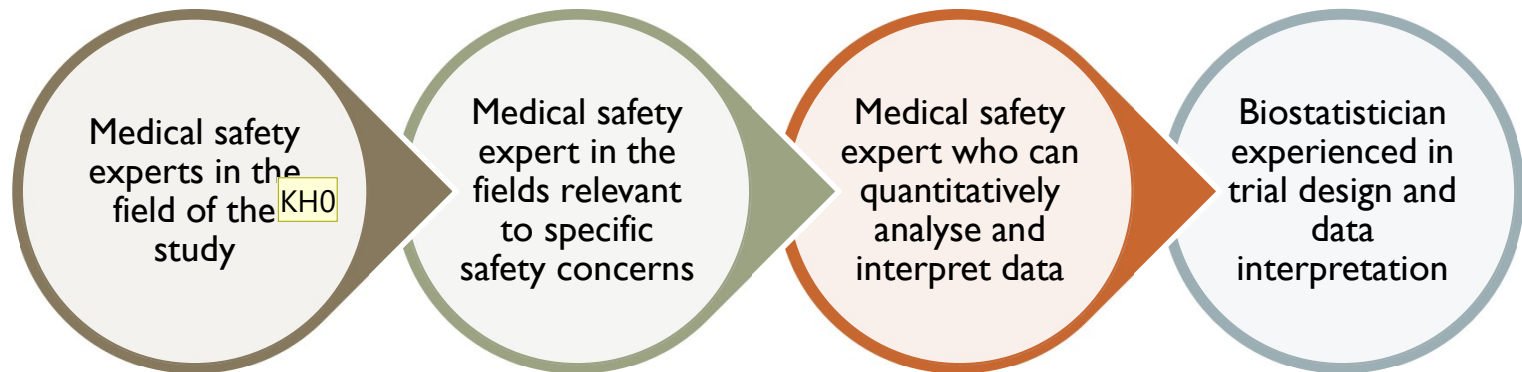 Medical safety
experts in the
field of the
study
KH0
Medical safety
expert in the
fields relevant
to specific
safety concerns
Medical safety
expert who can
quantitatively
analyse and
interpret data
Biostatistician
experienced in
trial design and
data
interpretation